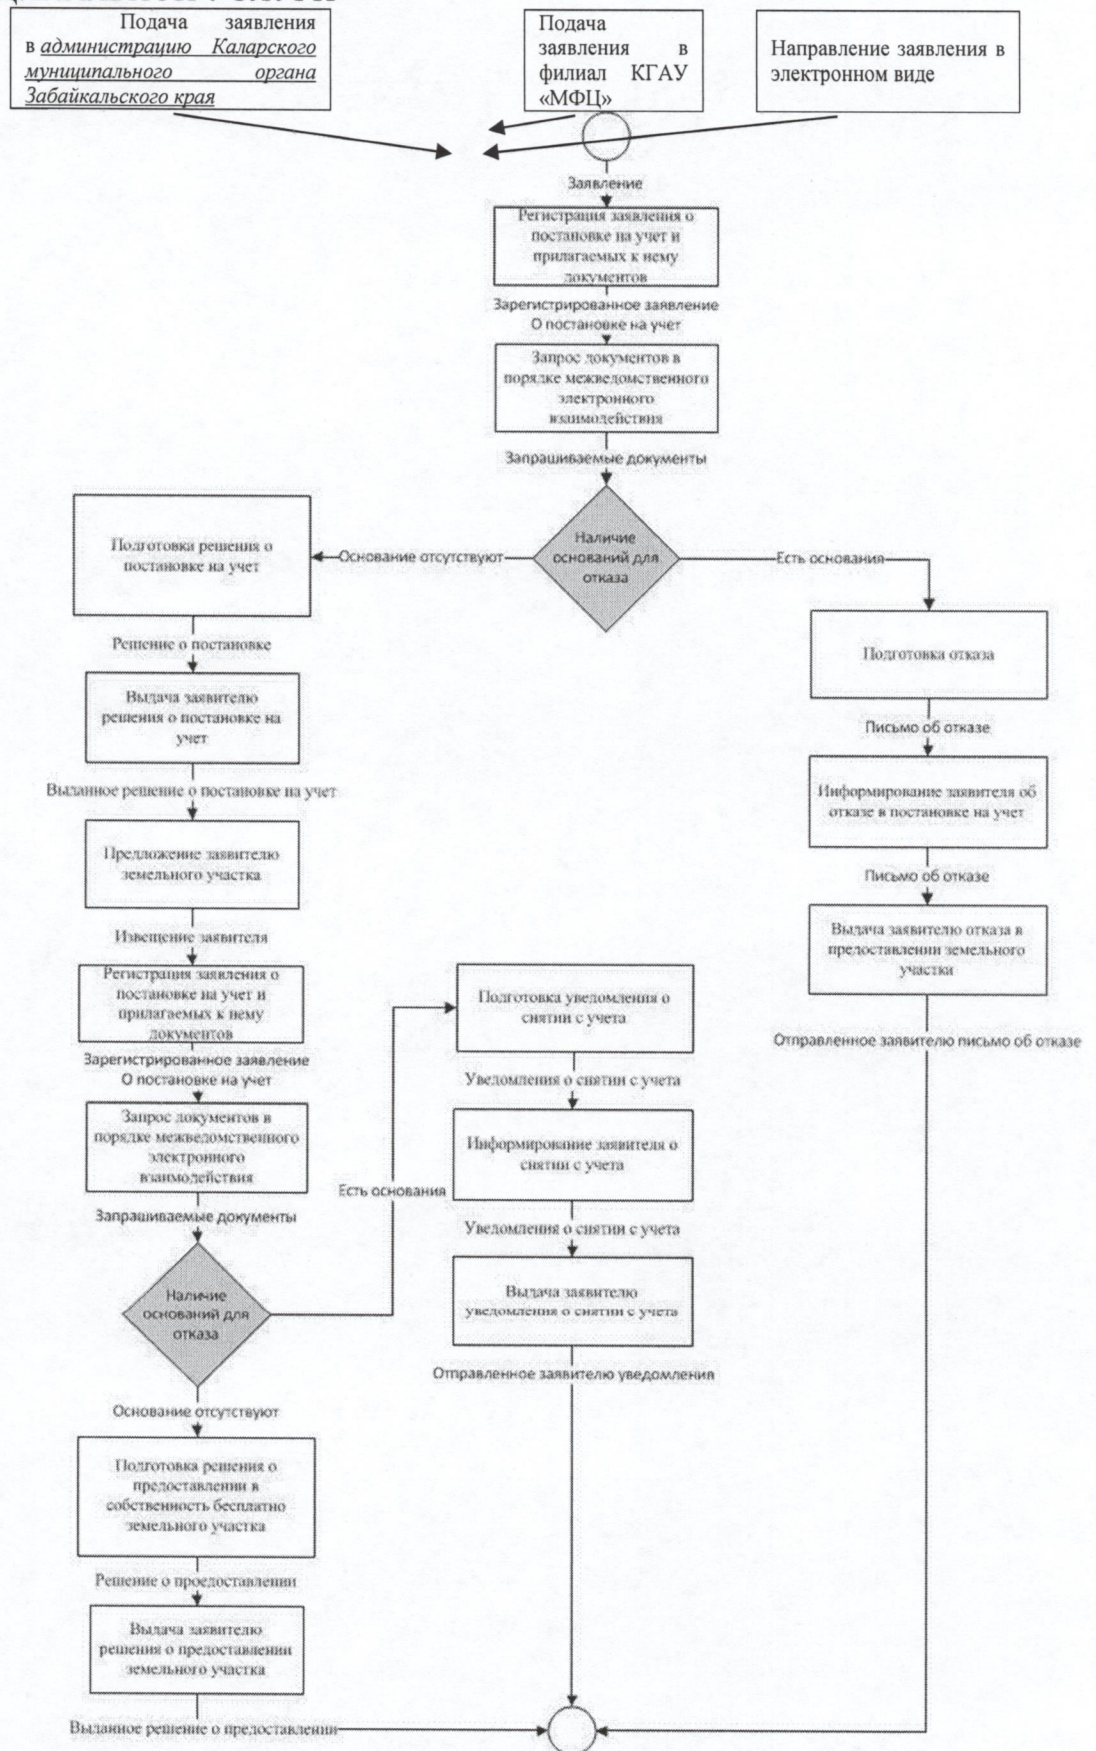 Подача заявления
в администрацию Каларского
муниципального органа
Забайкальского края
Подача
заявления в
филиал КГАУ
«МФЦ»
Направление заявления в
электронном виде
Заявление
Регистрация заявления о
постановке на учет и
прилагаемых к нему
документов
Зарегистрированное заявление
О постановке на учет
Запрос документов в
порядке межведомственного
электронного
взаимодействия
Запрашиваемые документы
Наличие
оснований для
отказа
Основание отсутствуют
Есть основания
Подготовка решения о
постановке на учет
Решение о постановке
Выдача заявителю
решения о постановке на
учет
Выданное решение о постановке на учет
Предложение заявителю
земельного участка
Извещение заявителя
Регистрация заявления о
постановке на учет и
прилагаемых к нему
документов
Зарегистрированное заявление
О постановке на учет
Запрос документов в
порядке межведомственного
электронного
взаимодействия
Запрашиваемые документы
Наличие
оснований для
отказа
Есть основания
Основание отсутствуют
Подготовка решения о
предоставлении в
собственность бесплатно
земельного участка
Решение о проедоставлении
Выдача заявителю
решения о предоставлении
земельного участка
Выданное решение о предоставлении
Подготовка уведомления о
снятии с учета
Уведомления о снятии с учета
Информирование заявителя о
снятии с учета
Уведомления о снятии с учета
Выдача заявителю
уведомления о снятии с учета
Отправленное заявителю уведомления
Подготовка отказа
Письмо об отказе
Информирование заявителя об
отказе в постановке на учет
Письмо об отказе
Выдача заявителю отказа в
предоставлении земельного
участки
Отправленное заявителю письмо об отказе